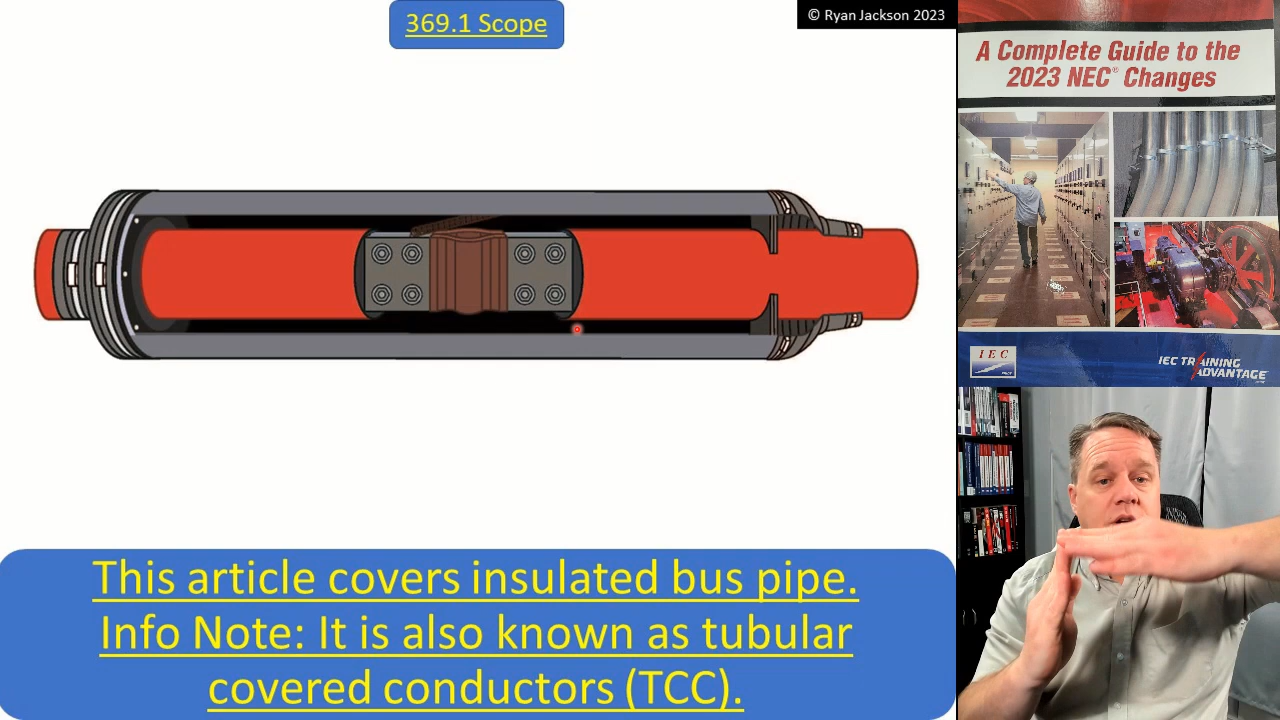 369.1 Scope
© Ryan Jackson 2023
A Complete Guide to the
2023 NEC® Changes
IEC
IEC TRAINING
ADVANTAGE
This article covers insulated bus pipe.
Info Note: It is also known as tubular
covered conductors (TCC).